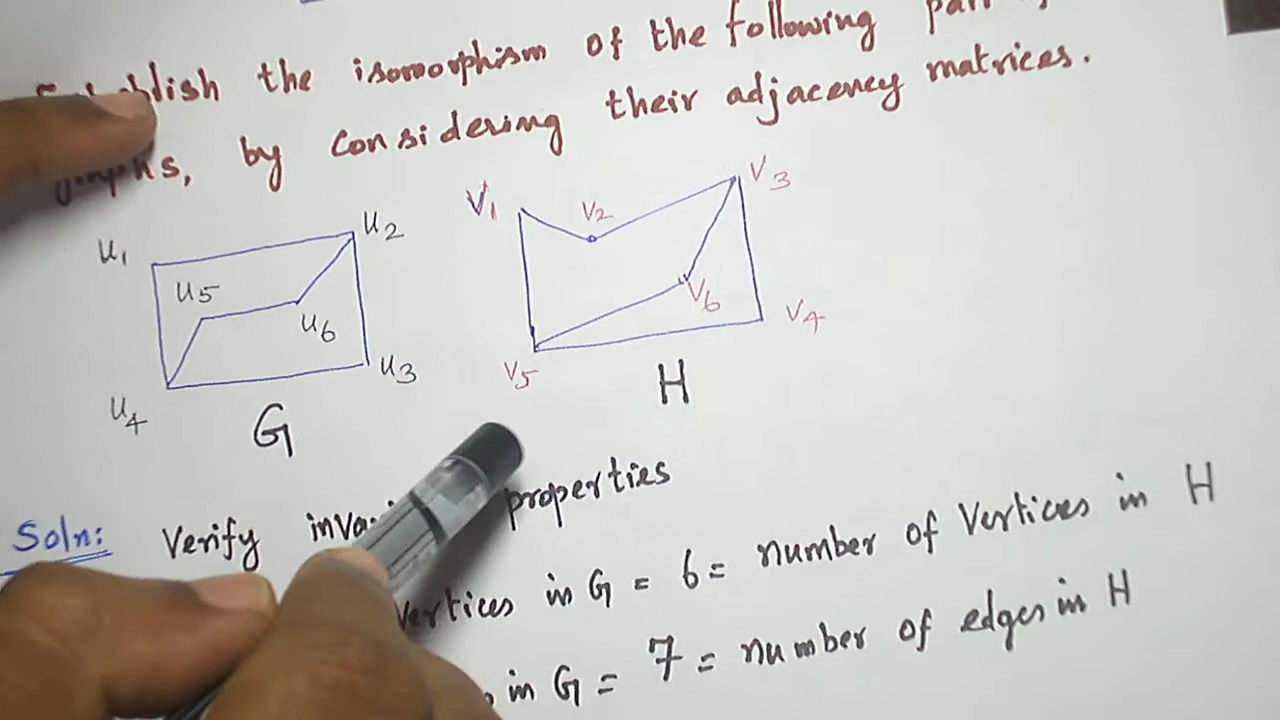 the isomorphism of the following
by considering their adjacency matrices.
u1 u2 u5 u6 u4 u3
G
V1 V2 V3 V6 V4 V5
H
Soln: Verify properties
vertices in G = 6 = number of Vertices in H
in G = 7 = number of edges in H